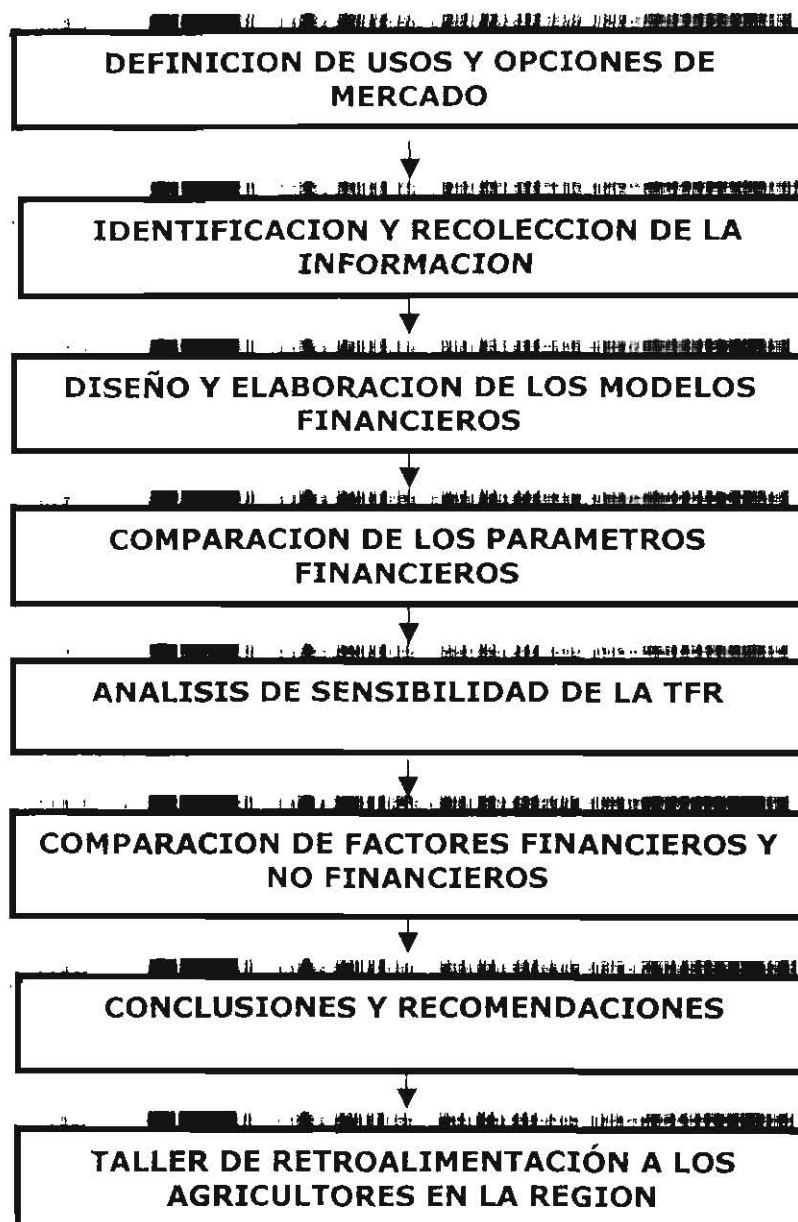 DEFINICION DE USOS Y OPCIONES DE
MERCADO
IDENTIFICACION Y RECOLECCION DE LA
INFORMACION
DISEÑO Y ELABORACION DE LOS MODELOS
FINANCIEROS
COMPARACION DE LOS PARAMETROS
FINANCIEROS
ANALISIS DE SENSIBILIDAD DE LA TFR
COMPARACION DE FACTORES FINANCIEROS Y
NO FINANCIEROS
CONCLUSIONES Y RECOMENDACIONES
TALLER DE RETROALIMENTACIÓN A LOS
AGRICULTORES EN LA REGION